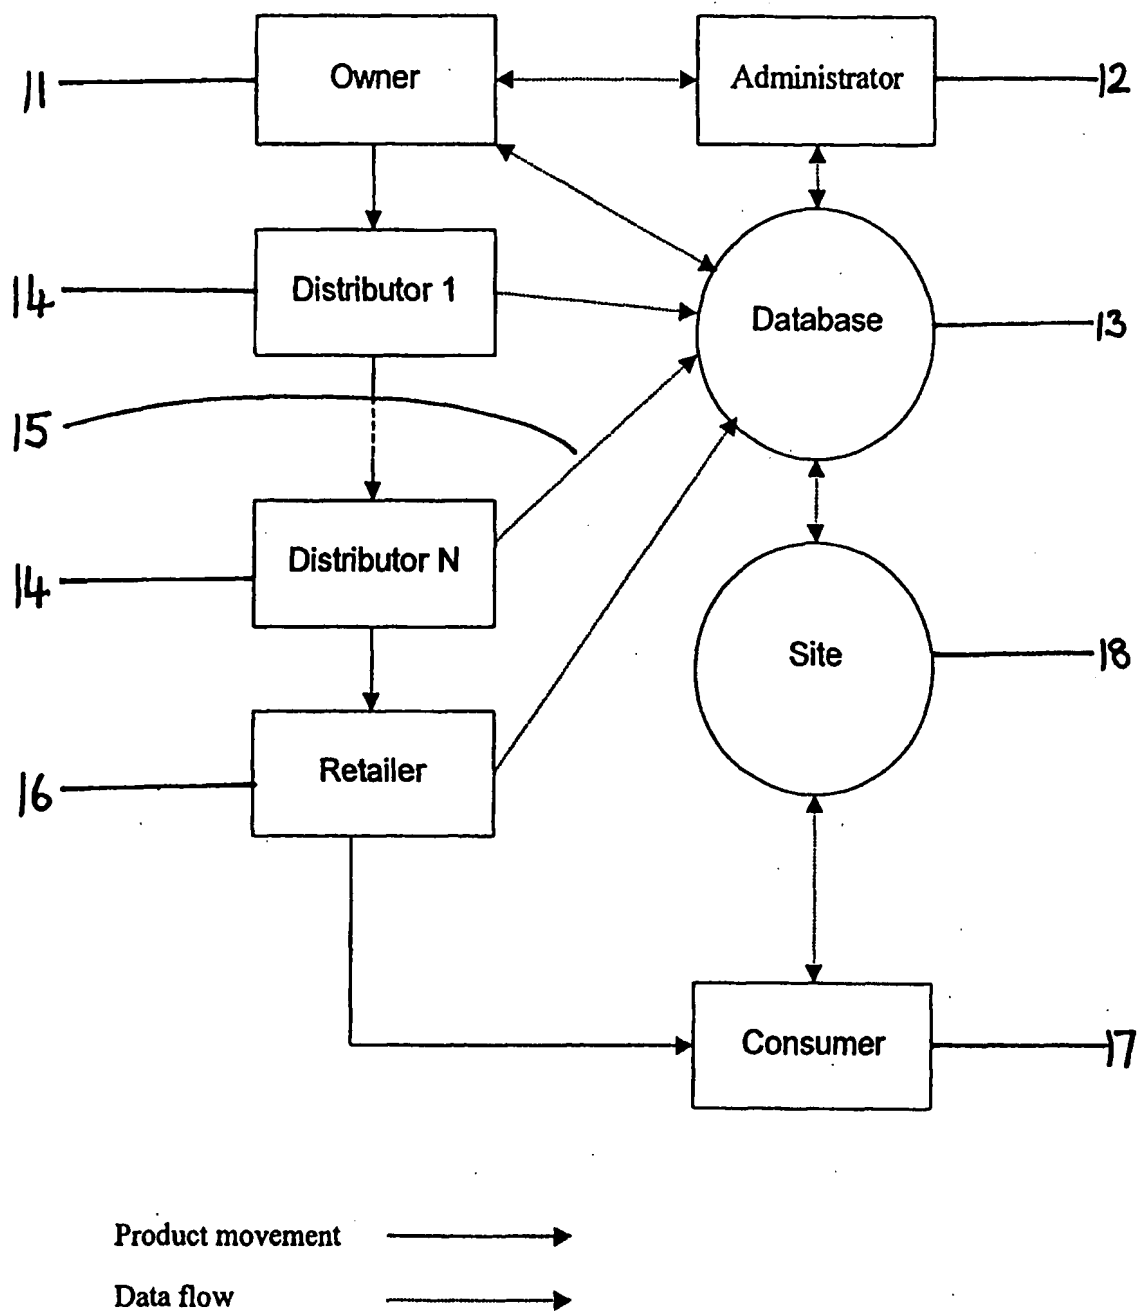 Owner
Administrator
11
12
Distributor 1
14
Database
13
15
Distributor N
14
Site
18
Retailer
16
Consumer
17
Product movement
Data flow